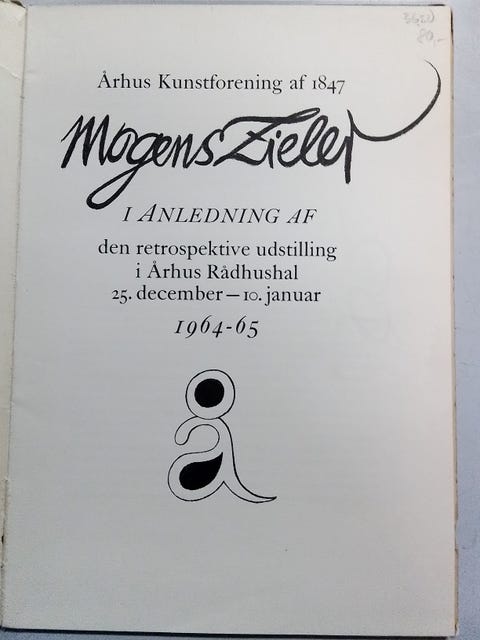 80,-
Århus Kunstforening af 1847
Mogens Zieler
I ANLEDNING AF
den retrospektive udstilling
i Århus Rådhushal
25. december — 10. januar
1964-65
å